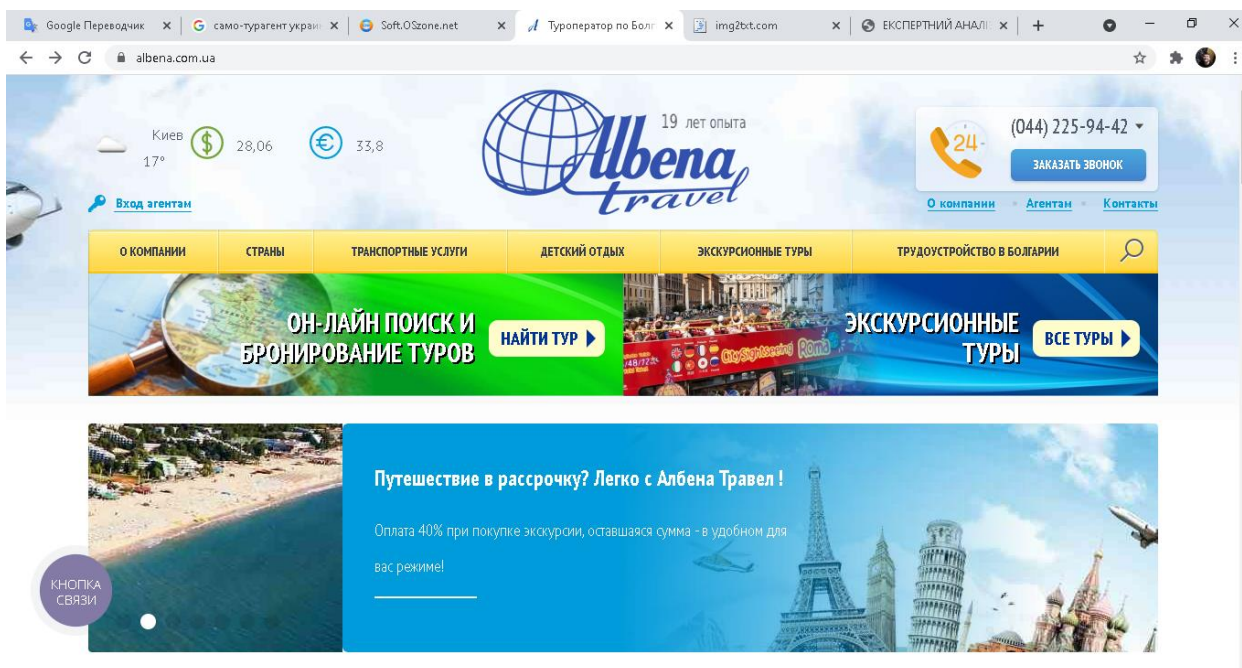 Google Переводчик
само-турагент украи
Soft.OSzone.net
Туроператор по Болг
img2txt.com
ЕКСПЕРТНИЙ АНАЛІ
albena.com.ua
Киев
17°
28,06
33,8
19 лет опыта
Albena
travel
24
(044) 225-94-42
ЗАКАЗАТЬ ЗВОНОК
Вход агентам
О компании
Агентам
Контакты
О КОМПАНИИ
СТРАНЫ
ТРАНСПОРТНЫЕ УСЛУГИ
ДЕТСКИЙ ОТДЫХ
ЭКСКУРСИОННЫЕ ТУРЫ
ТРУДОУСТРОЙСТВО В БОЛГАРИИ
ОН-ЛАЙН ПОИСК И
БРОНИРОВАНИЕ ТУРОВ
НАЙТИ ТУР
CitySightseeing Roma
ЭКСКУРСИОННЫЕ
ТУРЫ
ВСЕ ТУРЫ
Путешествие в рассрочку? Легко с Албена Травел !
Оплата 40% при покупке экскурсии, оставшаяся сумма - в удобном для
вас режиме!
КНОПКА
СВЯЗИ